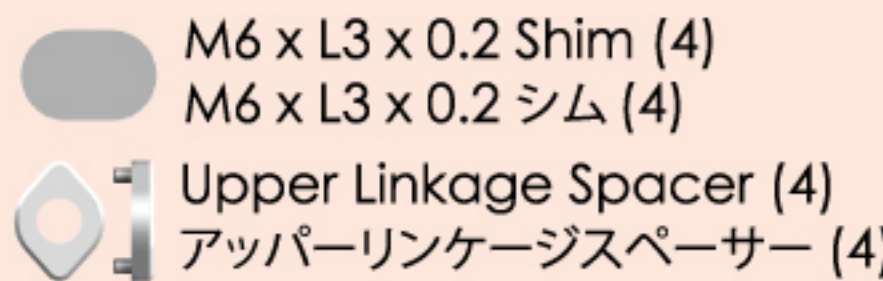 M6 x L3 x 0.2 Shim (4)
M6 x L3 x 0.2 シム (4)
Upper Linkage Spacer (4)
アッパーリンケージスペーサー (4)